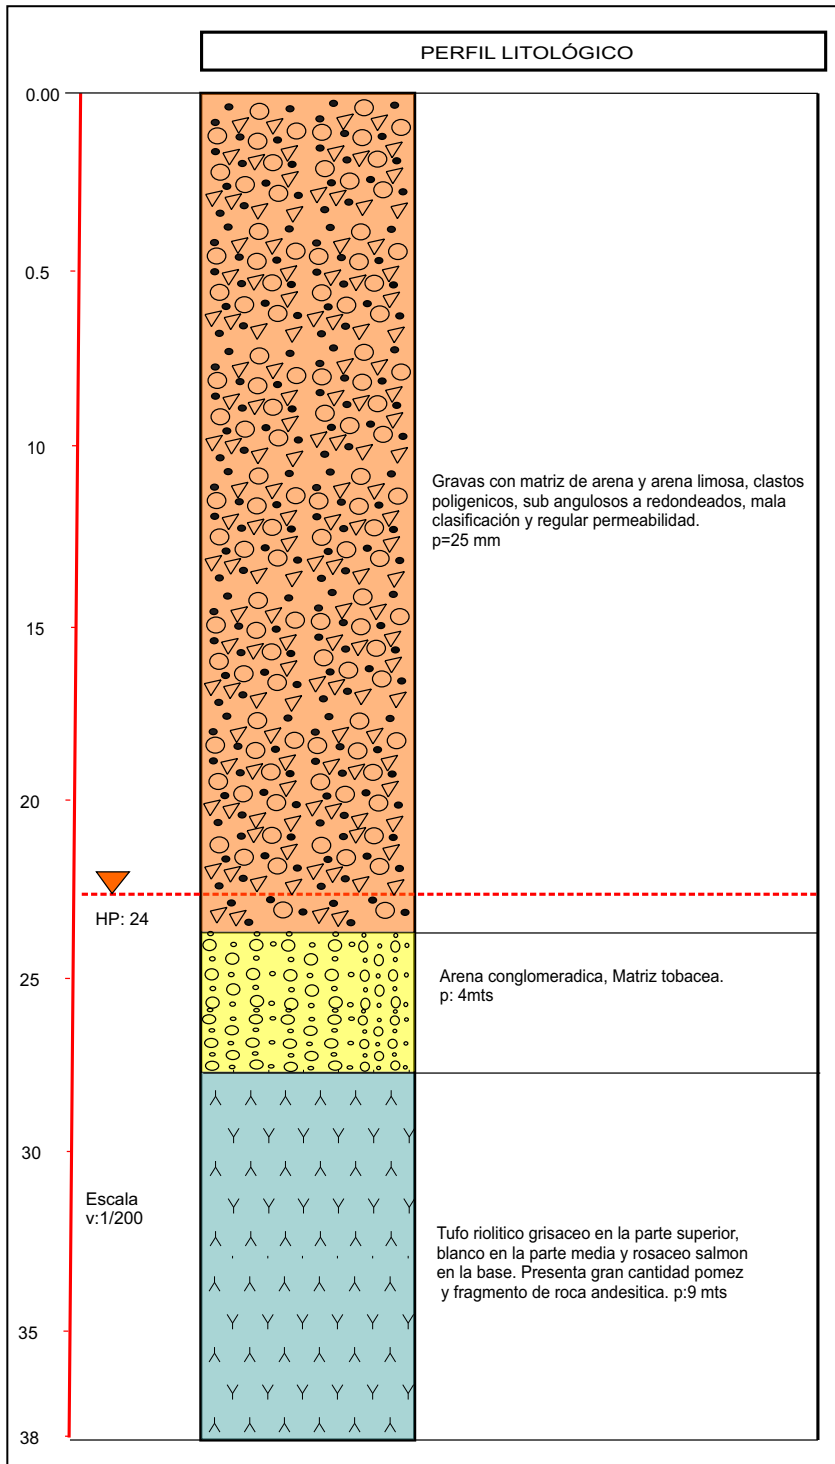 PERFIL LITOLÓGICO
0.00
0.5
10
Gravas con matriz de arena y arena limosa, clastos
poligenicos, sub angulosos a redondeados, mala
clasificación y regular permeabilidad.
p=25 mm
15
20
HP: 24
25
Arena conglomeradica, Matriz tobacea.
p: 4mts
30
Escala
v:1/200
Tufo riolitico grisaceo en la parte superior,
blanco en la parte media y rosaceo salmon
en la base. Presenta gran cantidad pomez
y fragmento de roca andesitica. p:9 mts
35
38